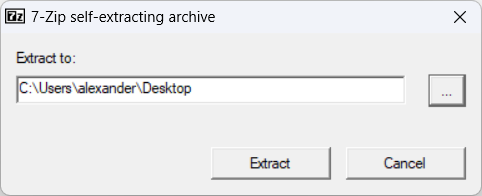 7z 7-Zip self-extracting archive
Extract to:
C:\Users\alexander\Desktop
...
Extract Cancel